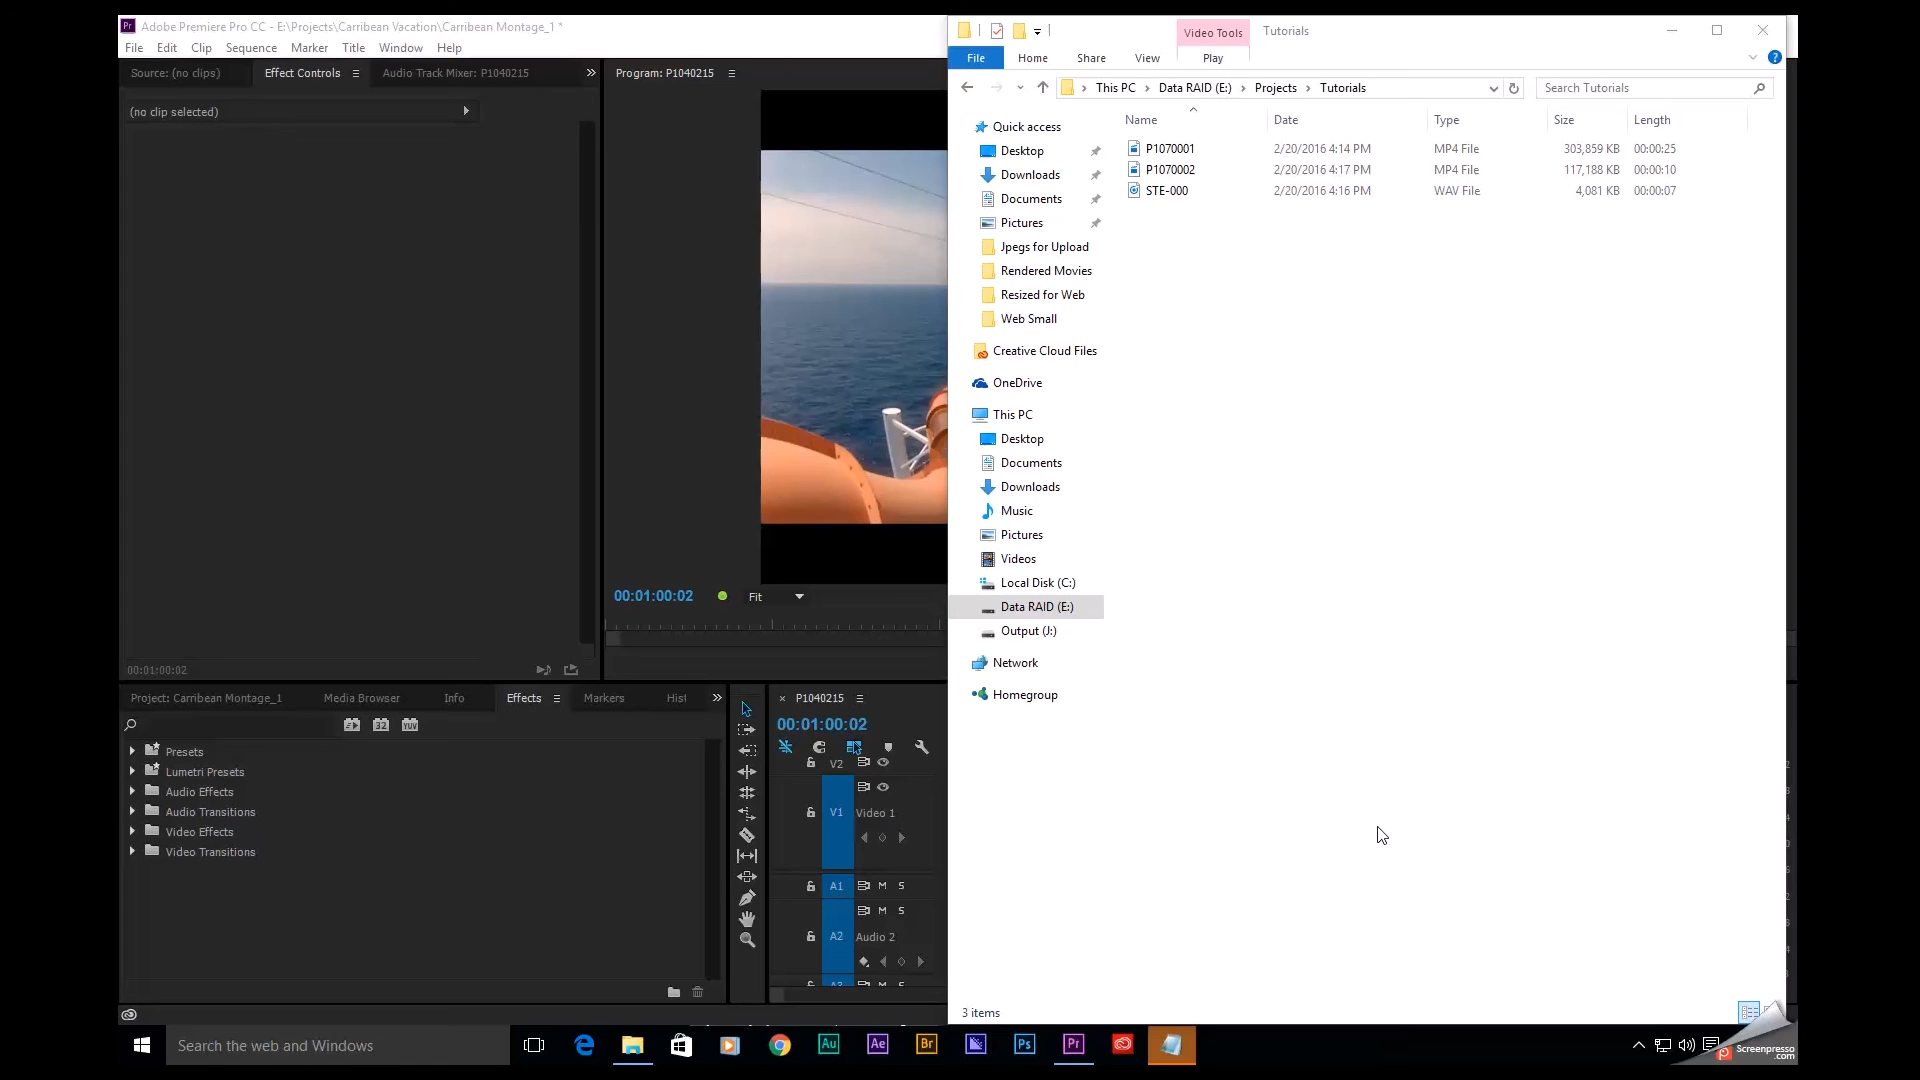 Pr Adobe Premiere Pro CC - E:\Projects\Carribean Vacation\Carribean Montage_1 *
File Edit Clip Sequence Marker Title Window Help
Source: (no clips) Effect Controls Audio Track Mixer: P1040215
(no clip selected)
00:01:00:02
Program: P1040215
00:01:00:02 Fit
Project: Carribean Montage_1 Media Browser Info Effects Markers Hist
32 YUV
Presets
Lumetri Presets
Audio Effects
Audio Transitions
Video Effects
Video Transitions
× P1040215
00:01:00:02
V2
V1 Video 1
A1 M S
M S
A2 Audio 2
A3 M S
Video Tools Tutorials
File Home Share View Play
This PC Data RAID (E:) Projects Tutorials Search Tutorials
Name Date Type Size Length
P1070001 2/20/2016 4:14 PM MP4 File 303,859 KB 00:00:25
P1070002 2/20/2016 4:17 PM MP4 File 117,188 KB 00:00:10
STE-000 2/20/2016 4:16 PM WAV File 4,081 KB 00:00:07
Quick access
Desktop
Downloads
Documents
Pictures
Jpegs for Upload
Rendered Movies
Resized for Web
Web Small
Creative Cloud Files
OneDrive
This PC
Desktop
Documents
Downloads
Music
Pictures
Videos
Local Disk (C:)
Data RAID (E:)
Output (J:)
Network
Homegroup
3 items
Search the web and Windows
Au Ae Br Ps Pr
Screenpresso
.com